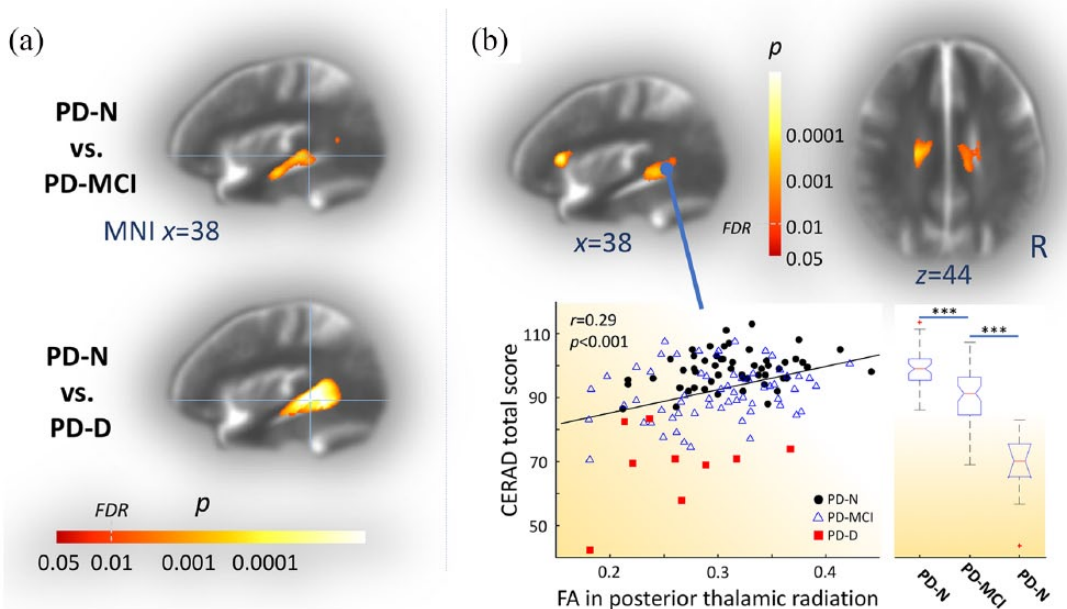 (a)
PD-N
vs.
PD-MCI
MNI x=38
PD-N
vs.
PD-D
FDR
p
0.05 0.01 0.001 0.0001
(b)
p
0.0001
0.001
FDR
0.01
0.05
x=38
R
z=44
r=0.29
p<0.001
***
***
110
90
70
50
CERAD total score
PD-N
PD-MCI
PD-D
0.2 0.3 0.4
FA in posterior thalamic radiation
PD-N
PD-MCI
PD-N